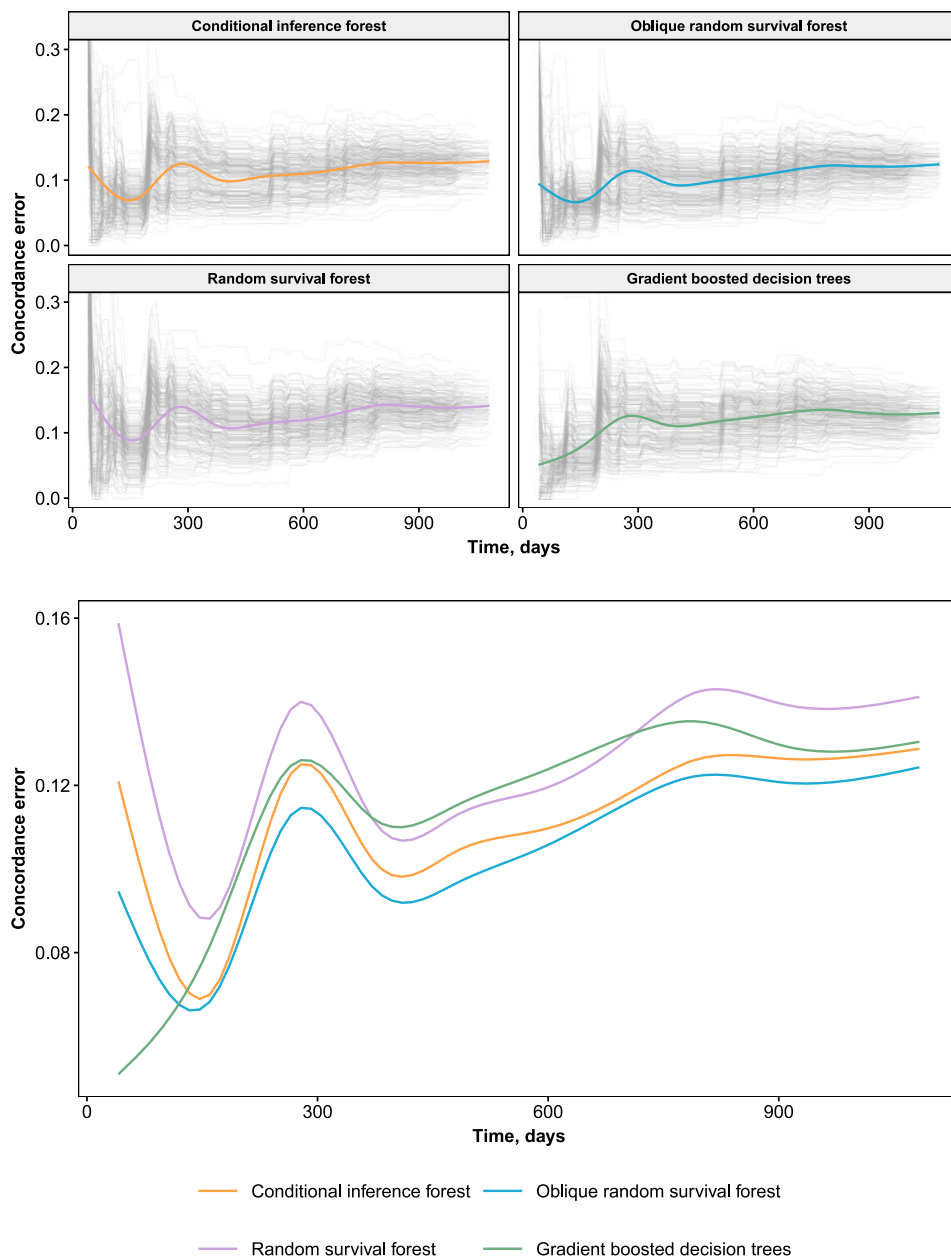 Conditional inference forest Oblique random survival forest
0.3
0.2
0.1
0.0
Random survival forest Gradient boosted decision trees
0.3
0.2
0.1
0.0
Concordance error
0 300 600 900 0 300 600 900
Time, days
0.16
0.12
0.08
Concordance error
0 300 600 900
Time, days
Conditional inference forest Oblique random survival forest
Random survival forest Gradient boosted decision trees